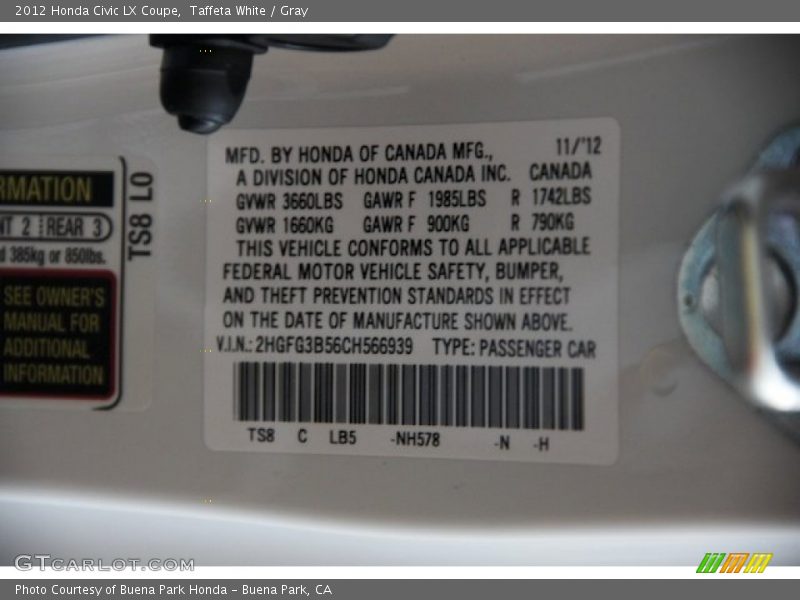 2012 Honda Civic LX Coupe, Taffeta White / Gray
MFD. BY HONDA OF CANADA MFG., 11/'12
A DIVISION OF HONDA CANADA INC. CANADA
GVWR 3660LBS GAWR F 1985LBS R 1742LBS
GVWR 1660KG GAWR F 900KG R 790KG
THIS VEHICLE CONFORMS TO ALL APPLICABLE
FEDERAL MOTOR VEHICLE SAFETY, BUMPER,
AND THEFT PREVENTION STANDARDS IN EFFECT
ON THE DATE OF MANUFACTURE SHOWN ABOVE.
V.I.N.: 2HGFG3B56CH566939 TYPE: PASSENGER CAR
TS8 C LB5 -NH578 -N -H
RMATION
NT 2 REAR 3
d 385kg or 850lbs.
SEE OWNER'S
MANUAL FOR
ADDITIONAL
INFORMATION
TS8 L0
GTcarlot.com
Photo Courtesy of Buena Park Honda – Buena Park, CA